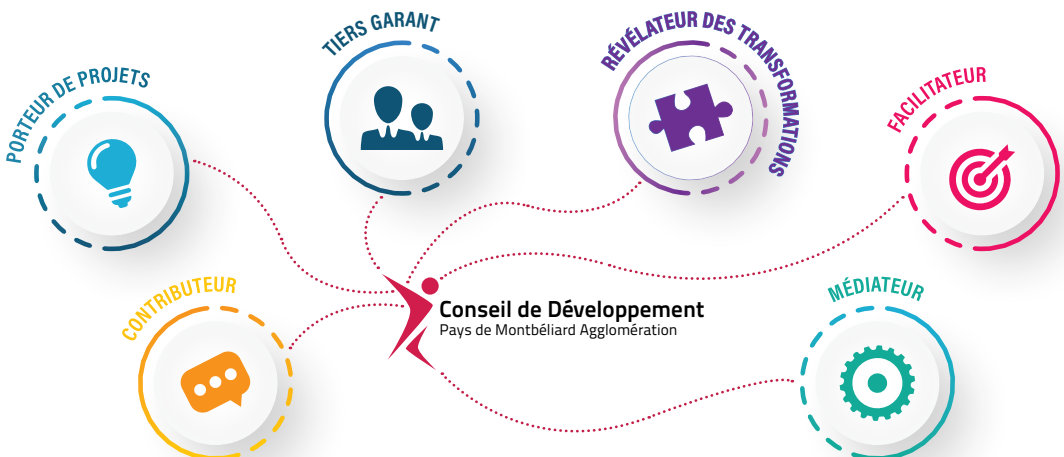 TIERS GARANT
RÉVÉLATEUR DES TRANSFORMATIONS
PORTEUR DE PROJETS
FACILITATEUR
CONTRIBUTEUR
MÉDIATEUR
Conseil de Développement
Pays de Montbéliard Agglomération